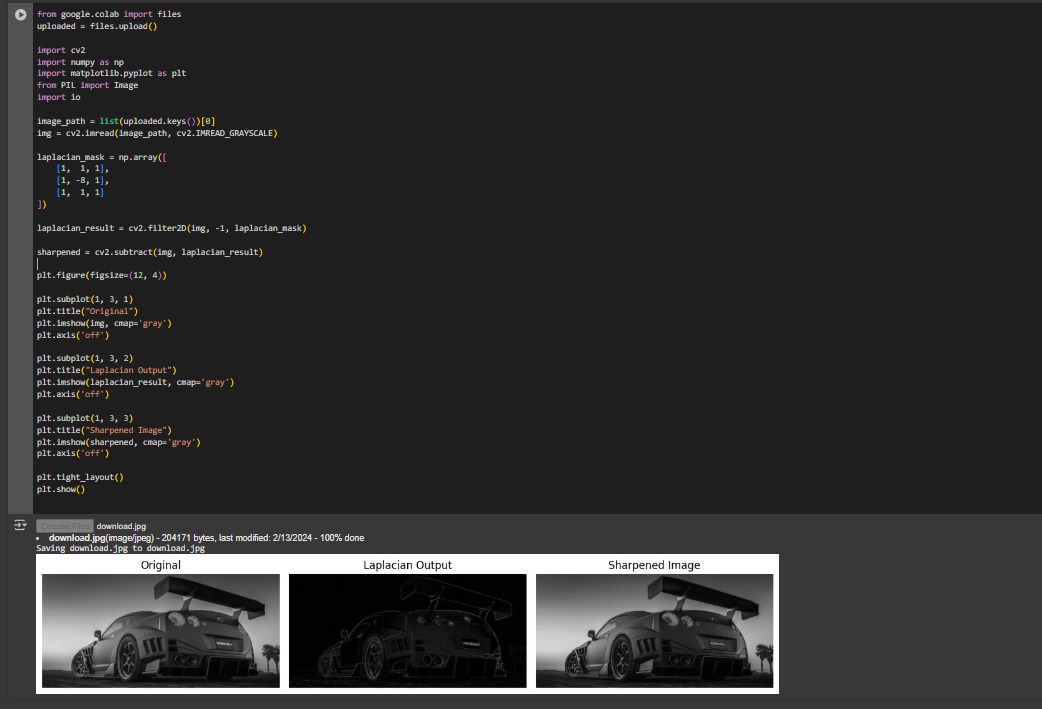 from google.colab import files
uploaded = files.upload()
import cv2
import numpy as np
import matplotlib.pyplot as plt
from PIL import Image
import io
image_path = list(uploaded.keys())[0]
img = cv2.imread(image_path, cv2.IMREAD_GRAYSCALE)
laplacian_mask = np.array([
    [1,  1, 1],
    [1, -8, 1],
    [1,  1, 1]
])
laplacian_result = cv2.filter2D(img, -1, laplacian_mask)
sharpened = cv2.subtract(img, laplacian_result)
plt.figure(figsize=(12, 4))
plt.subplot(1, 3, 1)
plt.title("Original")
plt.imshow(img, cmap='gray')
plt.axis('off')
plt.subplot(1, 3, 2)
plt.title("Laplacian Output")
plt.imshow(laplacian_result, cmap='gray')
plt.axis('off')
plt.subplot(1, 3, 3)
plt.title("Sharpened Image")
plt.imshow(sharpened, cmap='gray')
plt.axis('off')
plt.tight_layout()
plt.show()
Choose Files download.jpg
• download.jpg(image/jpeg) - 204171 bytes, last modified: 2/13/2024 - 100% done
Saving download.jpg to download.jpg
Original Laplacian Output Sharpened Image